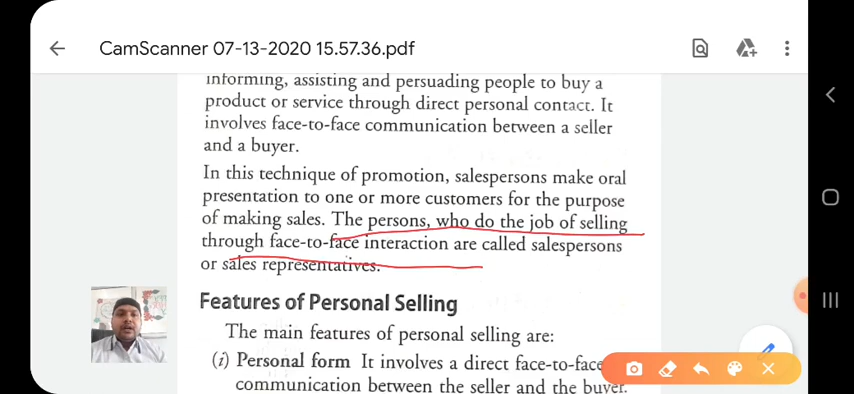 CamScanner 07-13-2020 15.57.36.pdf
informing, assisting and persuading people to buy a
product or service through direct personal contact. It
involves face-to-face communication between a seller
and a buyer.
In this technique of promotion, salespersons make oral
presentation to one or more customers for the purpose
of making sales. The persons, who do the job of selling
through face-to-face interaction are called salespersons
or sales representatives.
Features of Personal Selling
The main features of personal selling are:
(i) Personal form It involves a direct face-to-face
communication between the seller and the buyer.